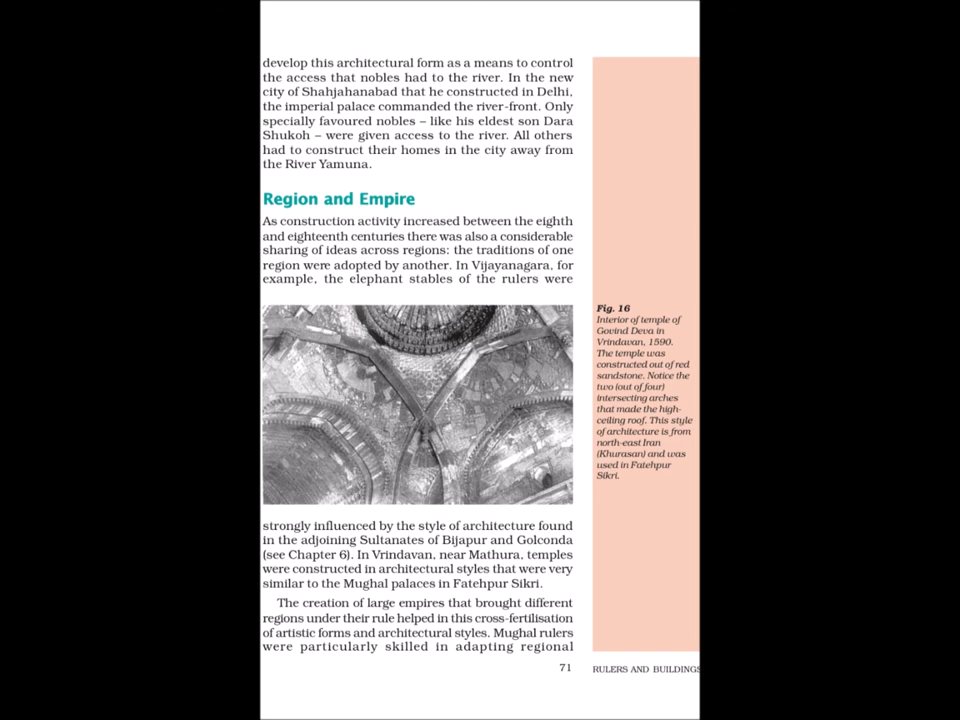 develop this architectural form as a means to control
the access that nobles had to the river. In the new
city of Shahjahanabad that he constructed in Delhi,
the imperial palace commanded the river-front. Only
specially favoured nobles – like his eldest son Dara
Shukoh – were given access to the river. All others
had to construct their homes in the city away from
the River Yamuna.
Region and Empire
As construction activity increased between the eighth
and eighteenth centuries there was also a considerable
sharing of ideas across regions: the traditions of one
region were adopted by another. In Vijayanagara, for
example, the elephant stables of the rulers were
Fig. 16
Interior of temple of
Govind Deva in
Vrindavan, 1590.
The temple was
constructed out of red
sandstone. Notice the
two (out of four)
intersecting arches
that made the high-
ceiling roof. This style
of architecture is from
north-east Iran
(Khurasan) and was
used in Fatehpur
Sikri.
strongly influenced by the style of architecture found
in the adjoining Sultanates of Bijapur and Golconda
(see Chapter 6). In Vrindavan, near Mathura, temples
were constructed in architectural styles that were very
similar to the Mughal palaces in Fatehpur Sikri.
The creation of large empires that brought different
regions under their rule helped in this cross-fertilisation
of artistic forms and architectural styles. Mughal rulers
were particularly skilled in adapting regional
71
RULERS AND BUILDINGS